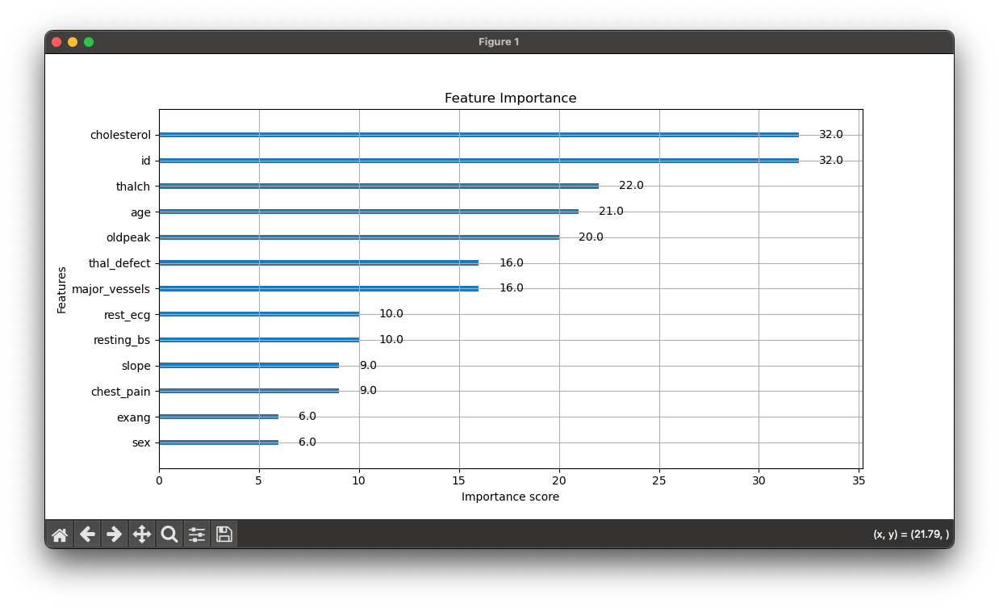 Figure 1
Feature Importance
cholesterol 32.0
id 32.0
thalch 22.0
age 21.0
oldpeak 20.0
thal_defect 16.0
major_vessels 16.0
rest_ecg 10.0
resting_bs 10.0
slope 9.0
chest_pain 9.0
exang 6.0
sex 6.0
Features
0 5 10 15 20 25 30 35
Importance score
(x, y) = (21.79, )